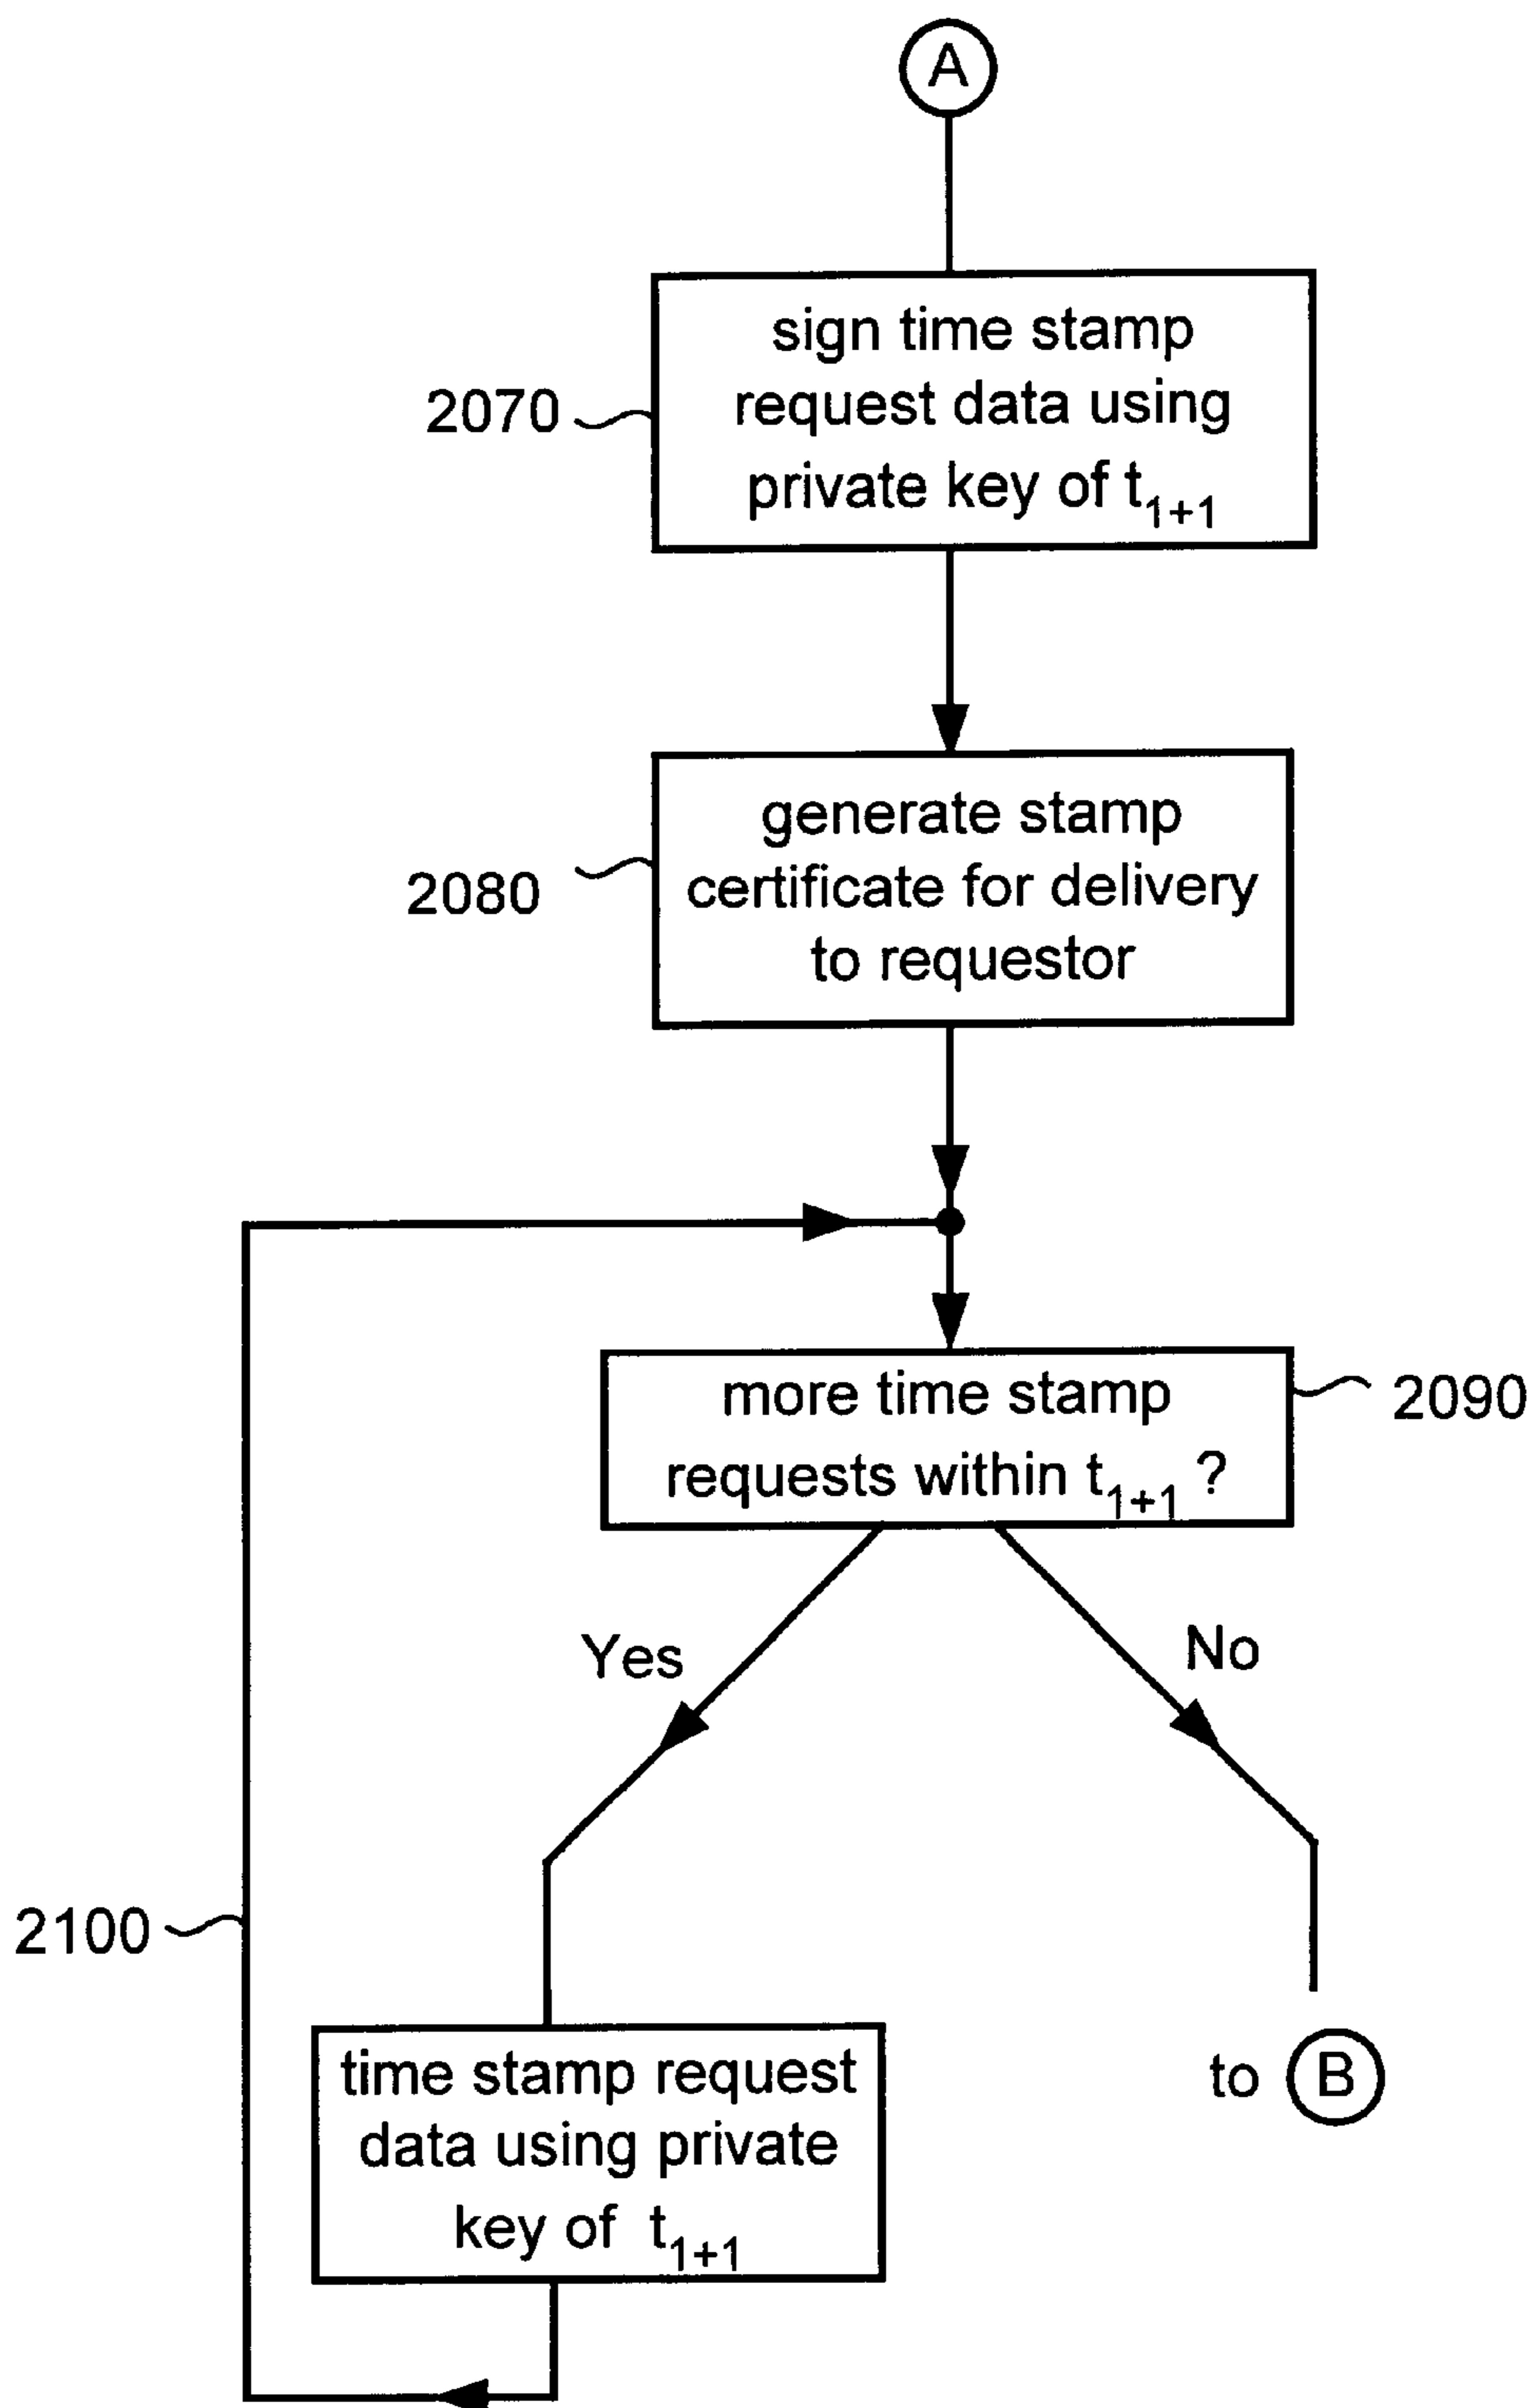 A
sign time stamp
request data using
private key of t1+1
2070
generate stamp
certificate for delivery
to requestor
2080
more time stamp
requests within t1+1 ?
2090
Yes
No
2100
time stamp request
data using private
key of t1+1
to B